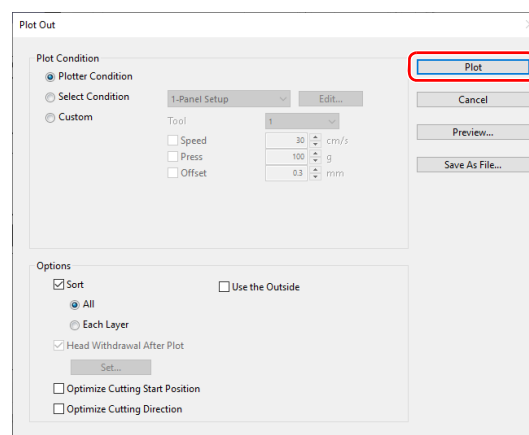 Plot Out
Plot Condition
Plotter Condition
Select Condition
1-Panel Setup
Edit...
Custom
Tool
1
Speed
30
cm/s
Press
100
g
Offset
0.3
mm
Plot
Cancel
Preview...
Save As File...
Options
Sort
Use the Outside
All
Each Layer
Head Withdrawal After Plot
Set...
Optimize Cutting Start Position
Optimize Cutting Direction